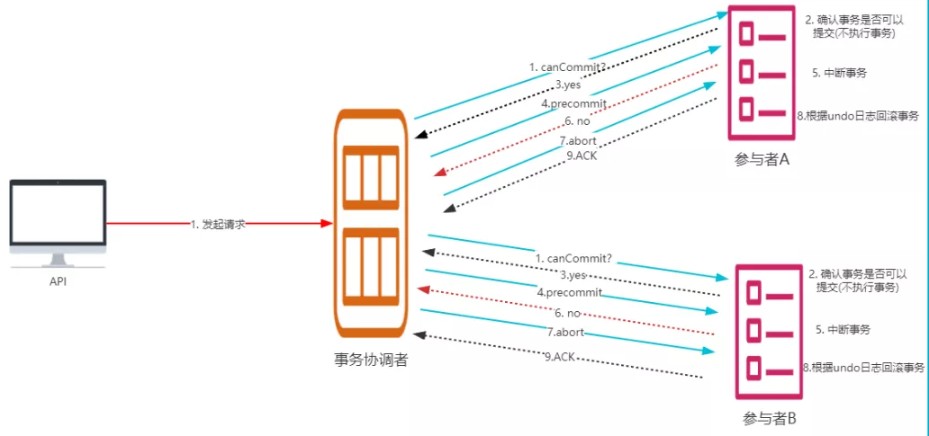 1. canCommit?
3.yes
4.precommit
6. no
7.abort
9.ACK
2. 确认事务是否可以
提交(不执行事务)
5. 中断事务
8.根据undo日志回滚事务
参与者A
1. 发起请求
API
事务协调者
1. canCommit?
3.yes
4.precommit
6. no
7.abort
9.ACK
2. 确认事务是否可以
提交(不执行事务)
5. 中断事务
8.根据undo日志回滚事务
参与者B